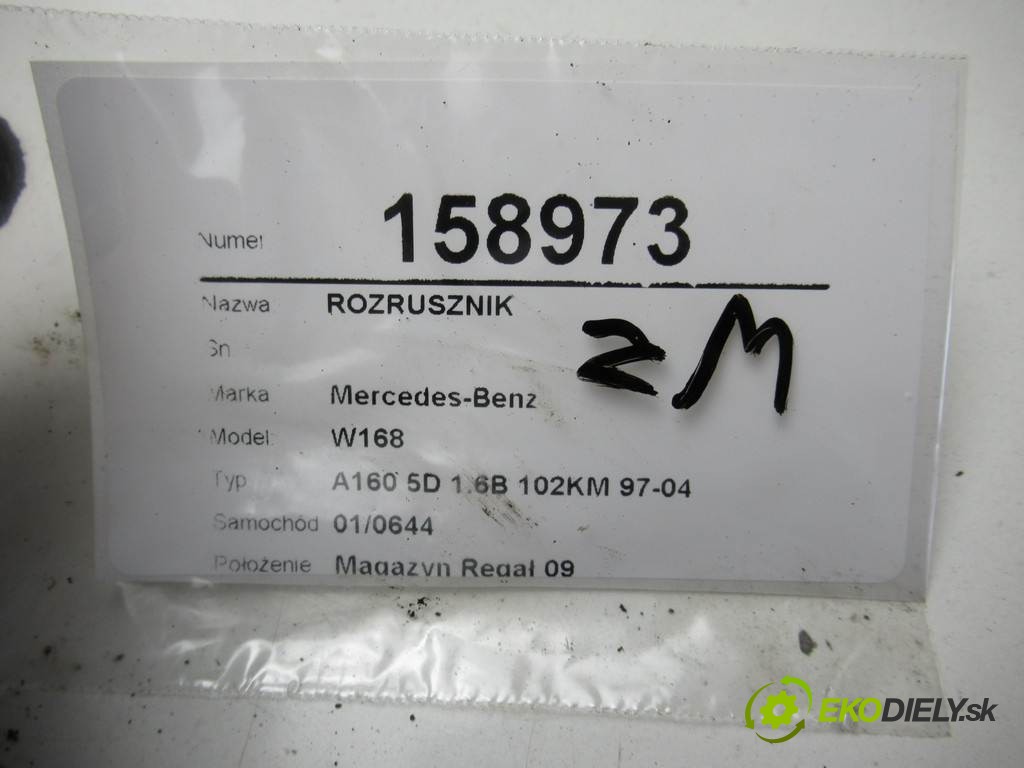 Numer 158973
Nazwa ROZRUSZNIK
Sn
2M
Marka Mercedes-Benz
Model: W168
Typ A160 5D 1.6B 102KM 97-04
Samochód 01/0644
Położenie Magazyn Regał 09
EKODIELY.sk